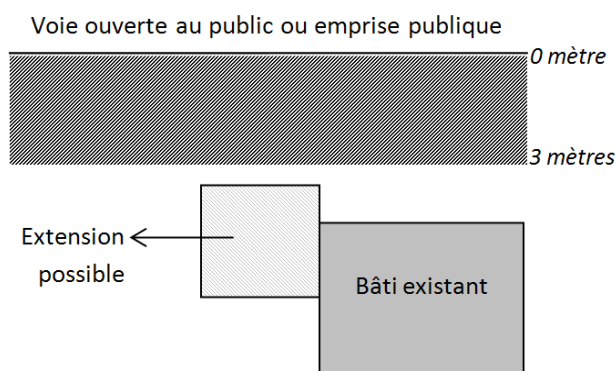 Voie ouverte au public ou emprise publique
0 mètre
3 mètres
Extension
possible
Bâti existant